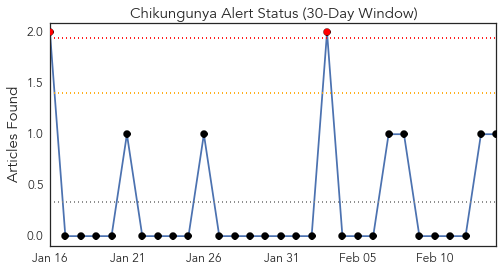 Chikungunya Alert Status (30-Day Window)
Articles Found
2.0
1.5
1.0
0.5
0.0
Jan 16 Jan 21 Jan 26 Jan 31 Feb 05 Feb 10